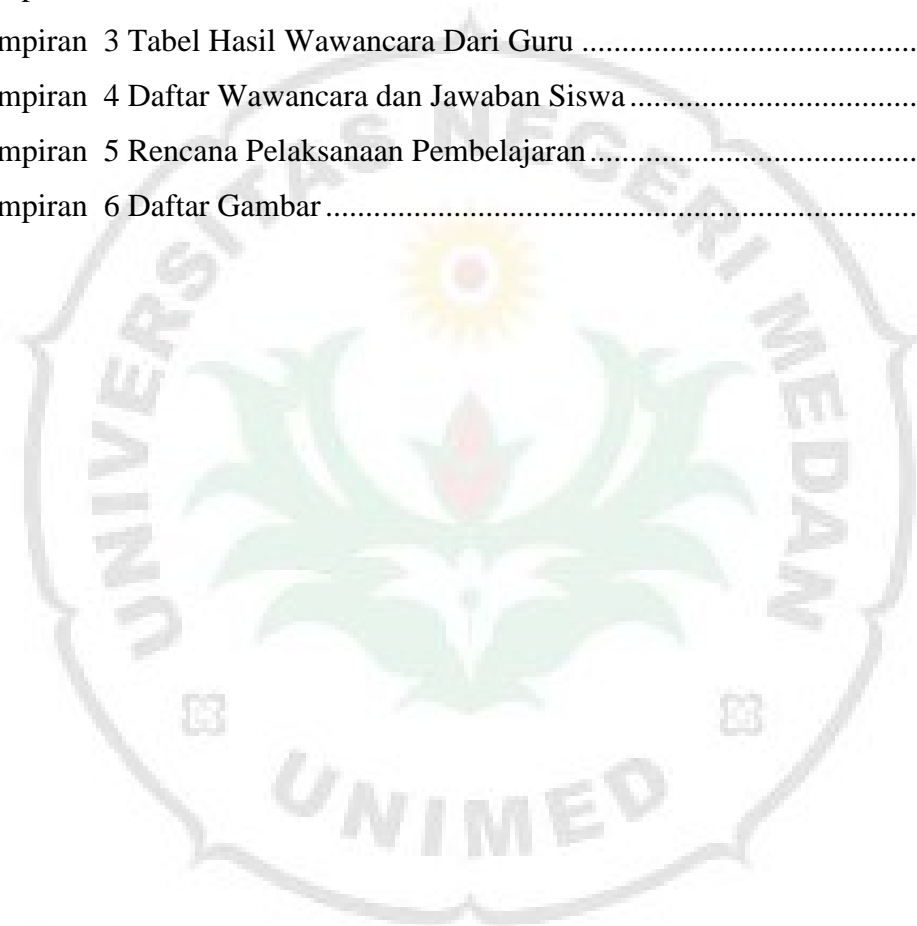 mpiran  3 Tabel Hasil Wawancara Dari Guru ..........................................
mpiran  4 Daftar Wawancara dan Jawaban Siswa ....................................
mpiran  5 Rencana Pelaksanaan Pembelajaran .........................................
mpiran  6 Daftar Gambar ...........................................................................
UNIVERSITAS NEGERI MEDAN
UNIMED